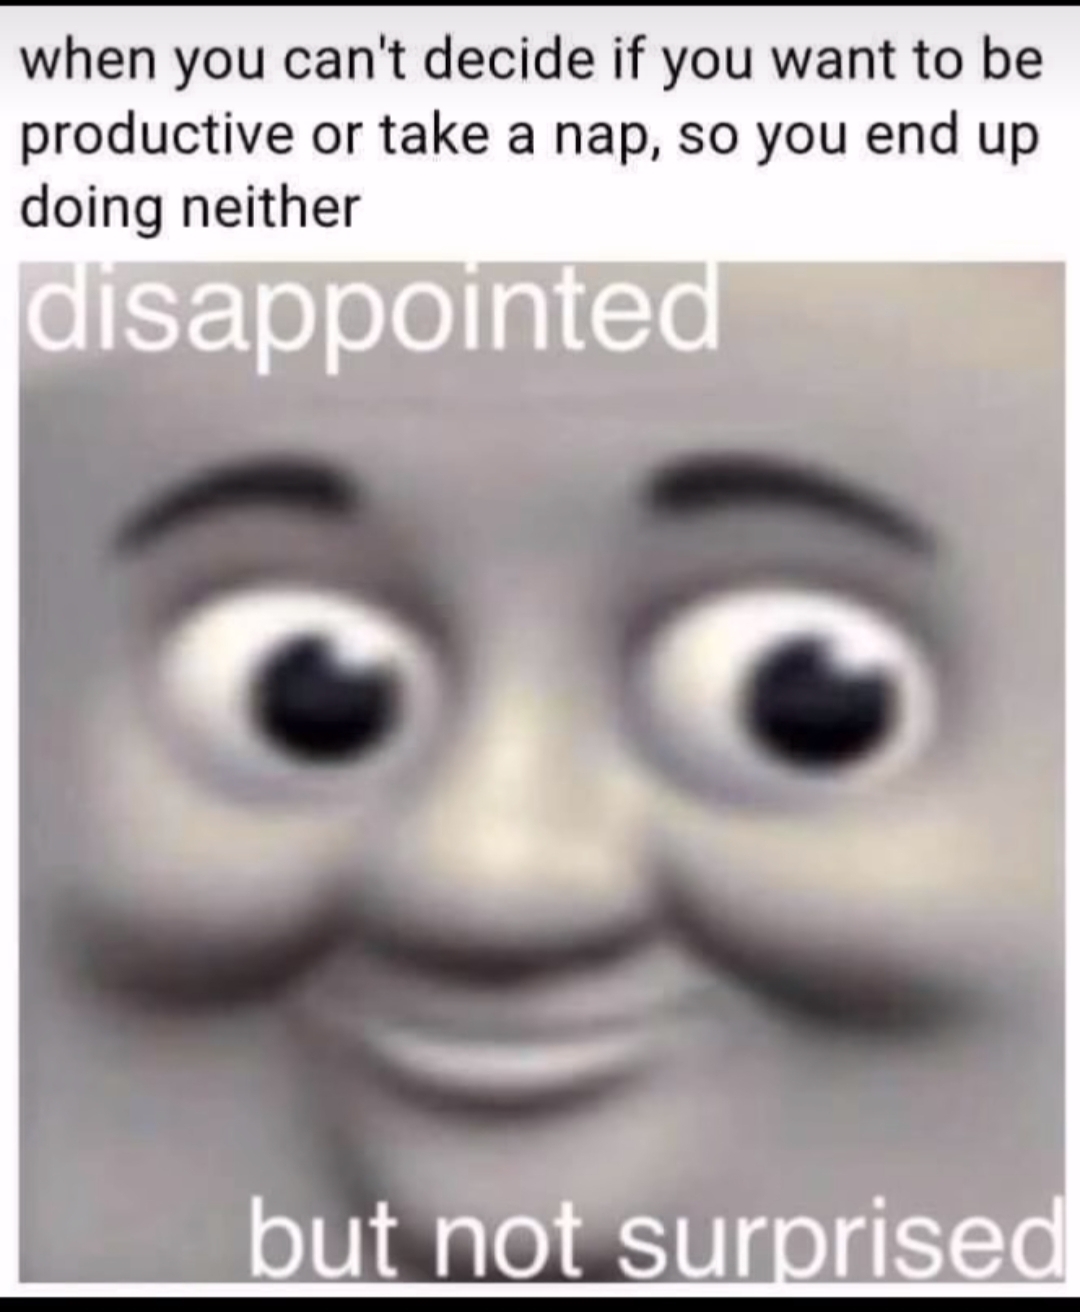 when you can't decide if you want to be
productive or take a nap, so you end up
doing neither
disappointed
but not surprised